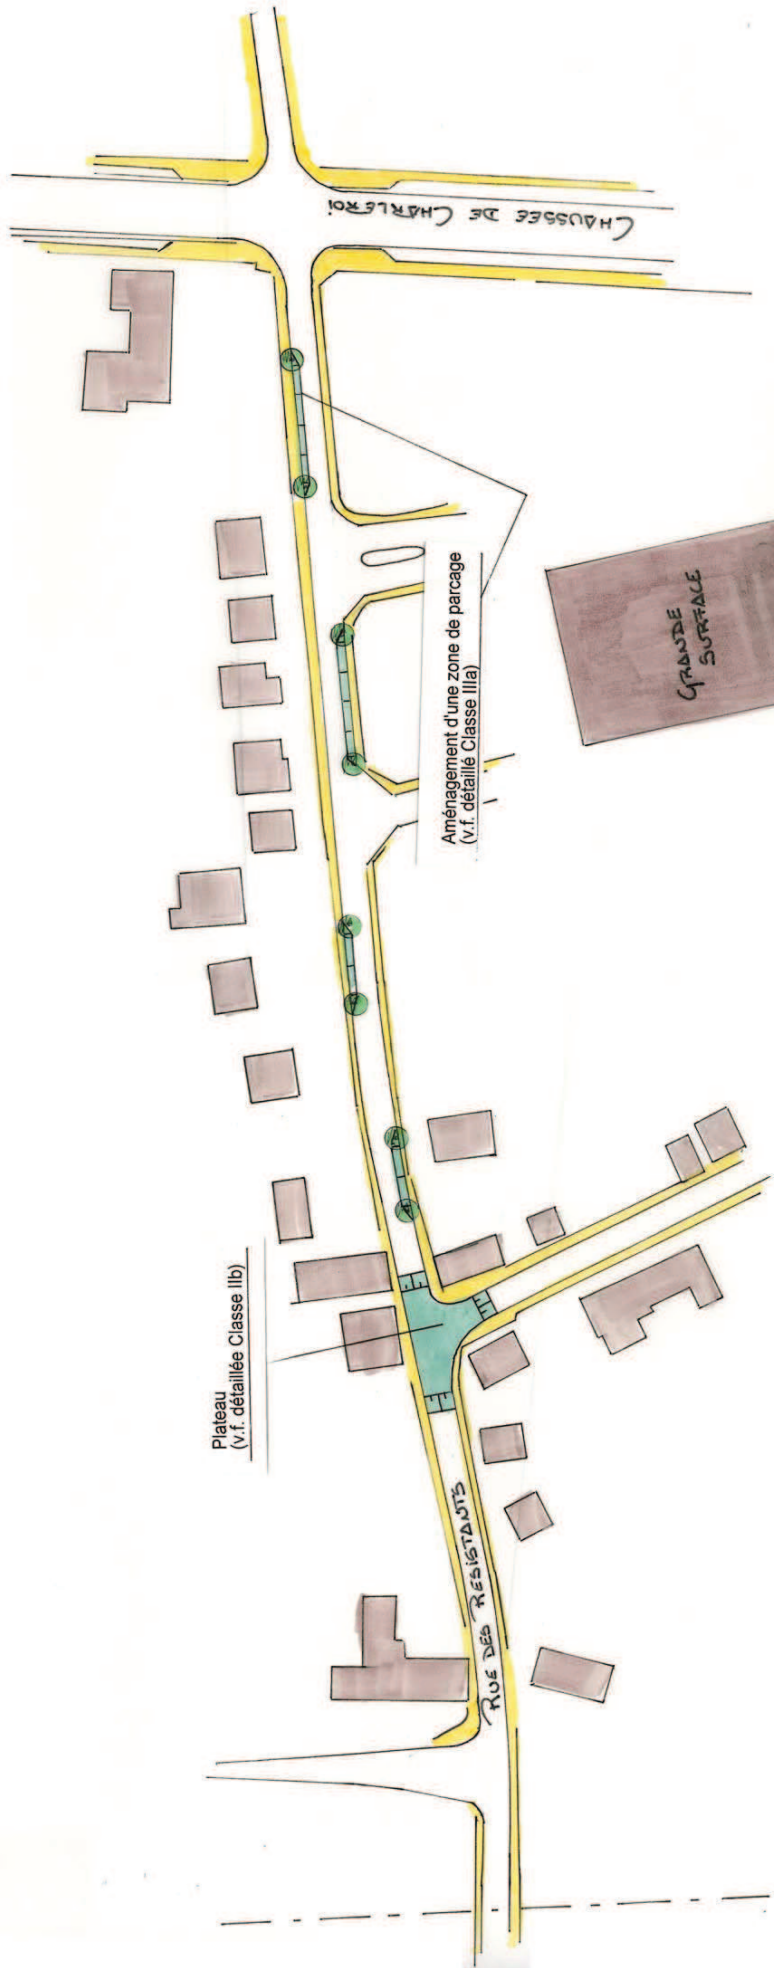 CHAUSSEE DE CHARLEROI
GRANDE
SURFACE
Aménagement d'une zone de parcage
(v.f. détaillé Classe IIIa)
Plateau
(v.f. détaillée Classe IIb)
RUE DES RESISTANTS